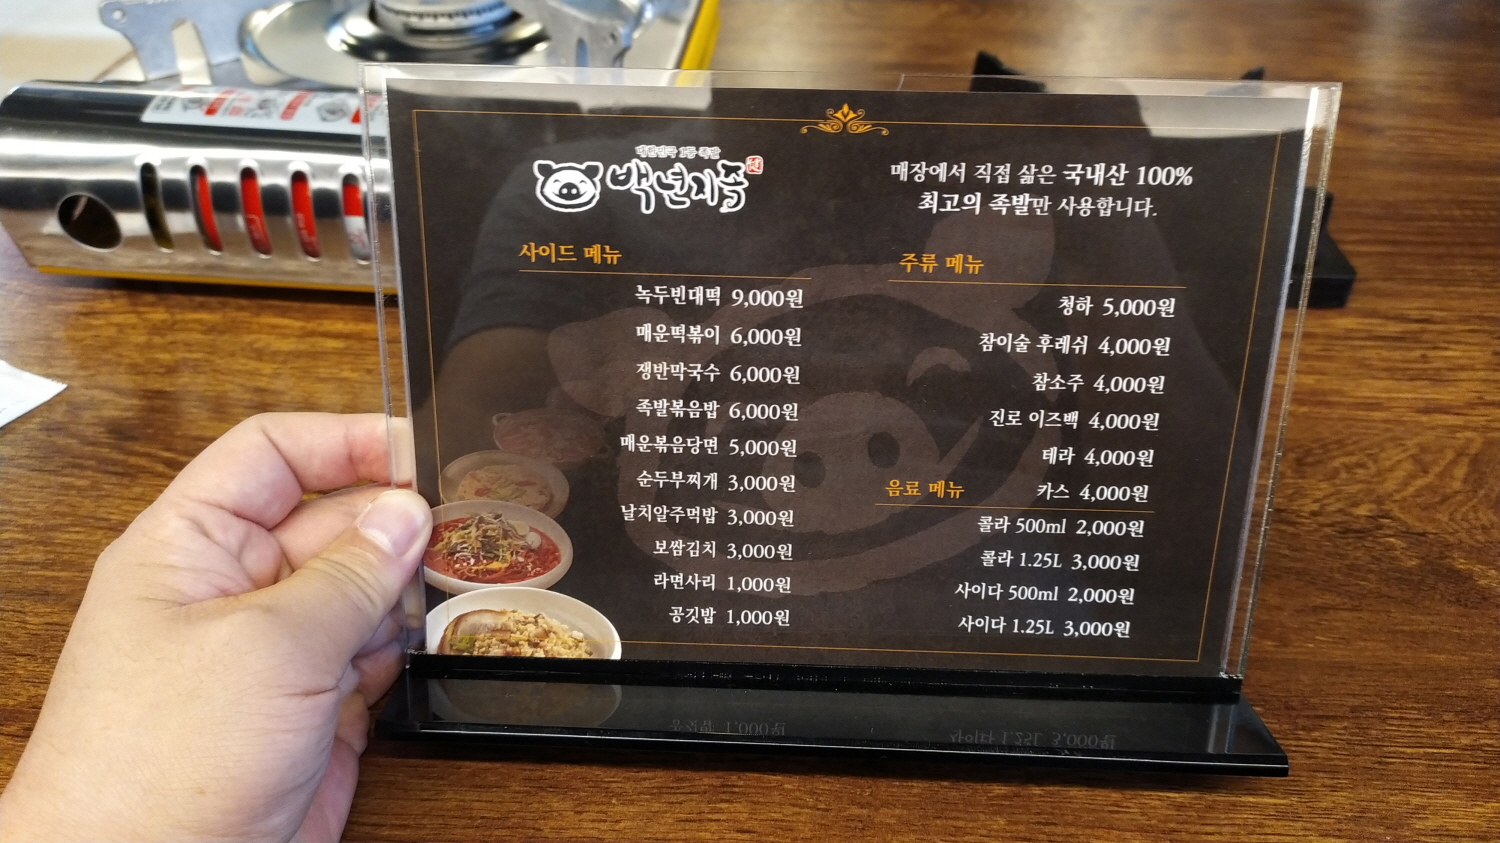 대한민국 1등 족발
백년지족
매장에서 직접 삶은 국내산 100%
최고의 족발만 사용합니다.
사이드 메뉴
녹두빈대떡 9,000원
매운떡볶이 6,000원
쟁반막국수 6,000원
족발볶음밥 6,000원
매운볶음당면 5,000원
순두부찌개 3,000원
날치알주먹밥 3,000원
보쌈김치 3,000원
라면사리 1,000원
공깃밥 1,000원
주류 메뉴
청하 5,000원
참이술 후레쉬 4,000원
참소주 4,000원
진로 이즈백 4,000원
테라 4,000원
카스 4,000원
음료 메뉴
콜라 500ml 2,000원
콜라 1.25L 3,000원
사이다 500ml 2,000원
사이다 1.25L 3,000원